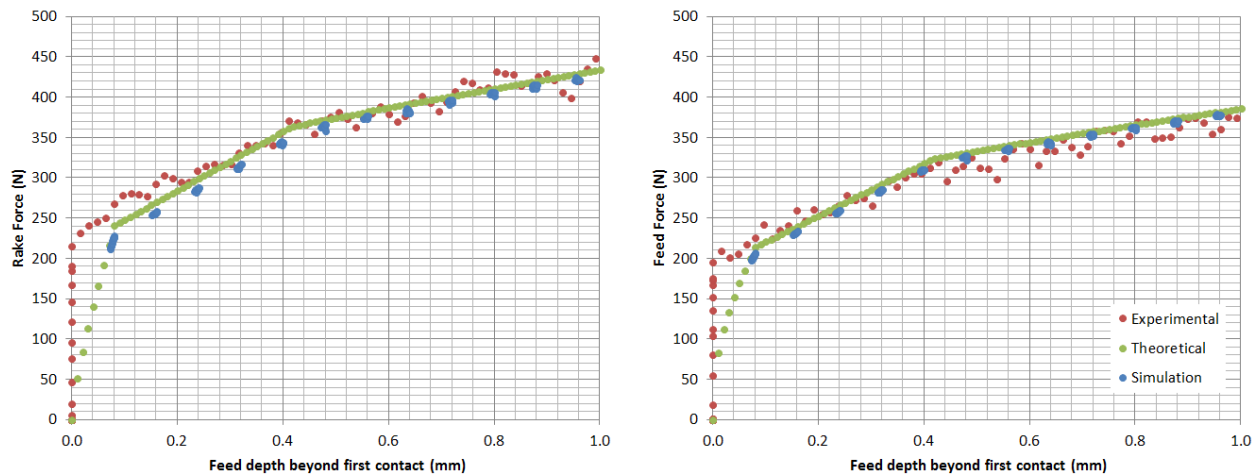 500
450
400
350
300
250
200
150
100
50
0
Rake Force (N)
0.0 0.2 0.4 0.6 0.8 1.0
Feed depth beyond first contact (mm)
500
450
400
350
300
250
200
150
100
50
0
Feed Force (N)
Experimental
Theoretical
Simulation
0.0 0.2 0.4 0.6 0.8 1.0
Feed depth beyond first contact (mm)